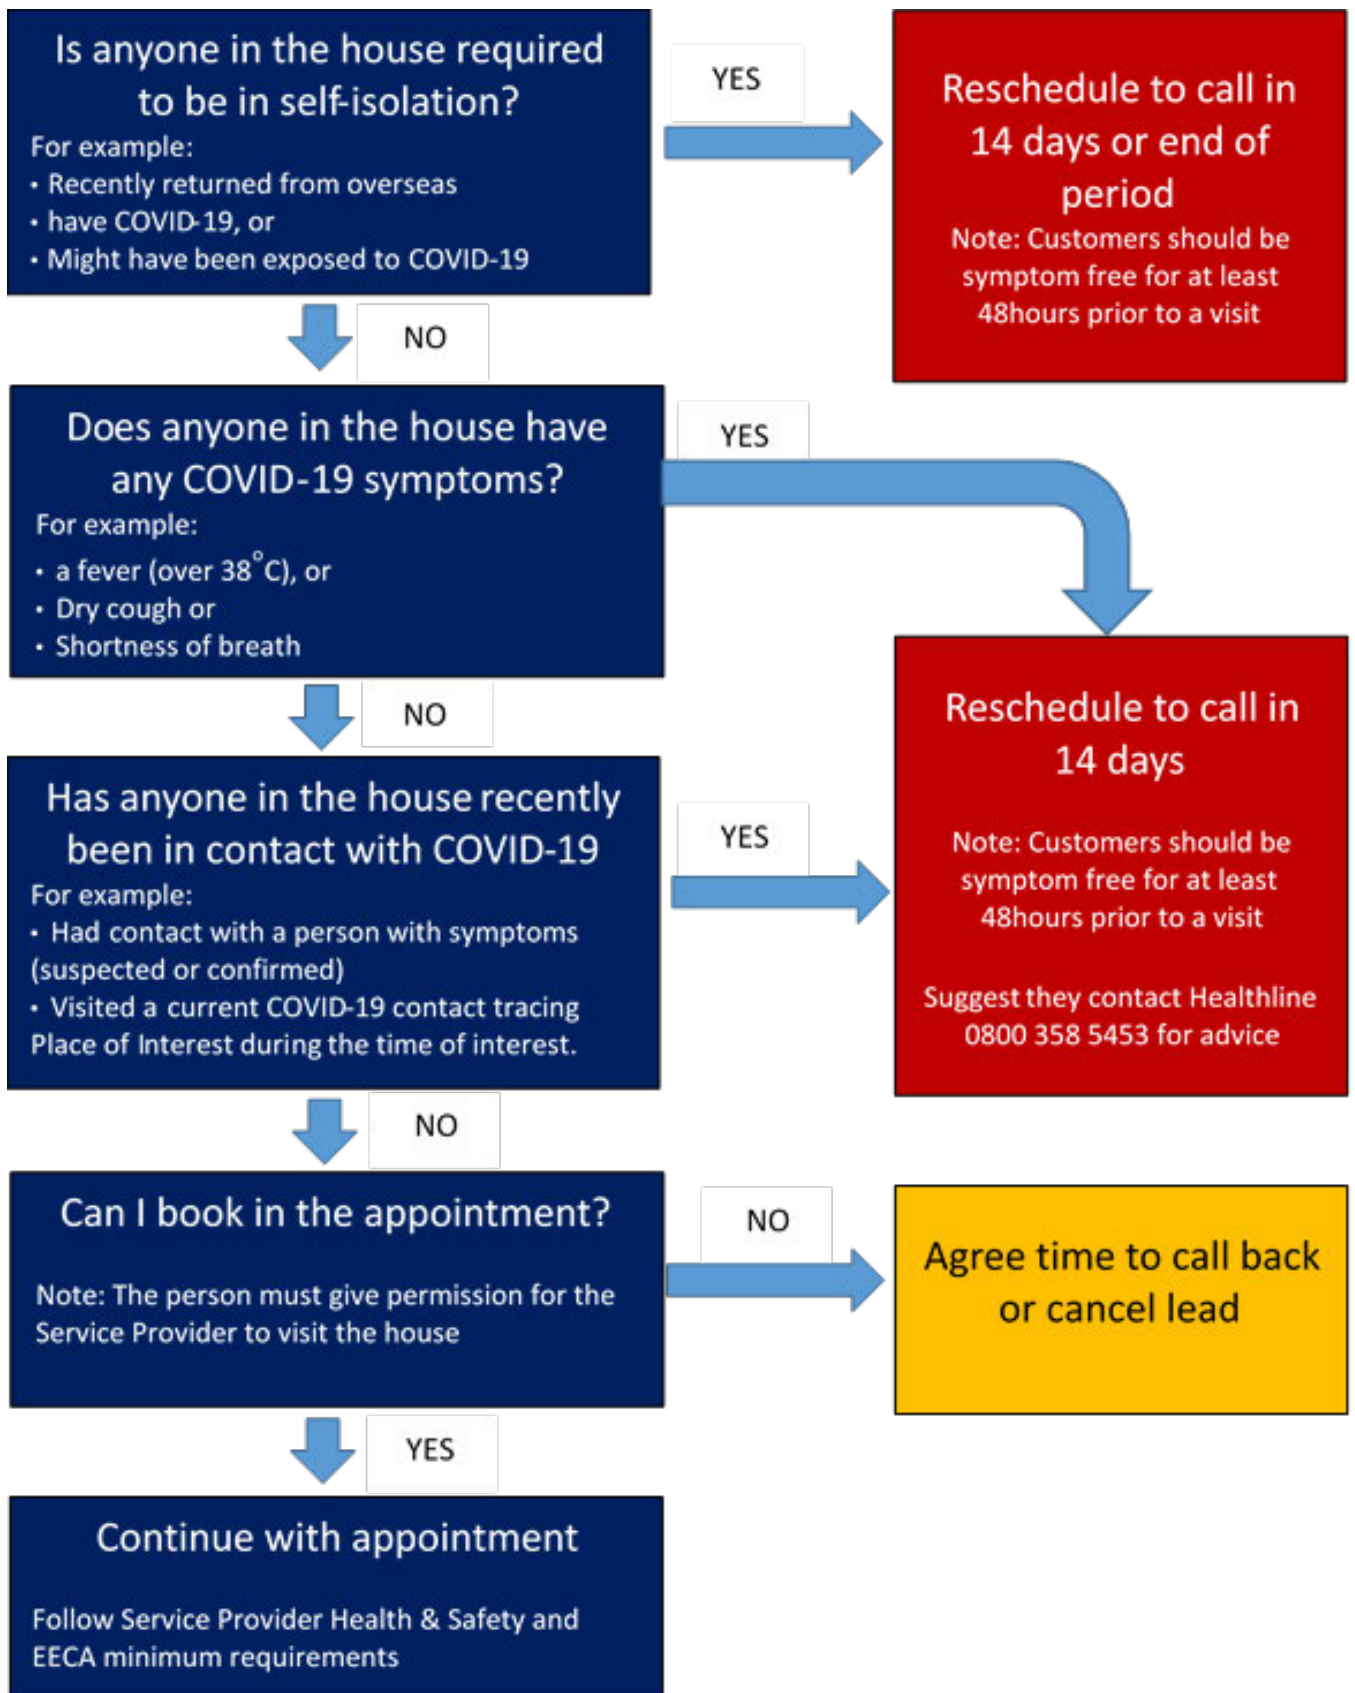 Is anyone in the house required
to be in self-isolation?
For example:
• Recently returned from overseas
• have COVID-19, or
• Might have been exposed to COVID-19
YES
Reschedule to call in
14 days or end of
period
Note: Customers should be
symptom free for at least
48hours prior to a visit
NO
Does anyone in the house have
any COVID-19 symptoms?
For example:
• a fever (over 38°C), or
• Dry cough or
• Shortness of breath
YES
NO
Has anyone in the house recently
been in contact with COVID-19
For example:
• Had contact with a person with symptoms
(suspected or confirmed)
• Visited a current COVID-19 contact tracing
Place of Interest during the time of interest.
YES
Reschedule to call in
14 days
Note: Customers should be
symptom free for at least
48hours prior to a visit
Suggest they contact Healthline
0800 358 5453 for advice
NO
Can I book in the appointment?
Note: The person must give permission for the
Service Provider to visit the house
NO
Agree time to call back
or cancel lead
YES
Continue with appointment
Follow Service Provider Health & Safety and
EECA minimum requirements